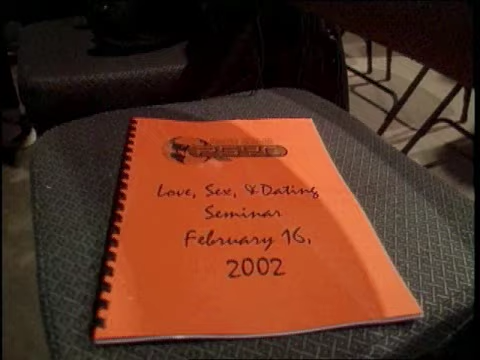 Love, Sex, & Dating
Seminar
February 16,
2002